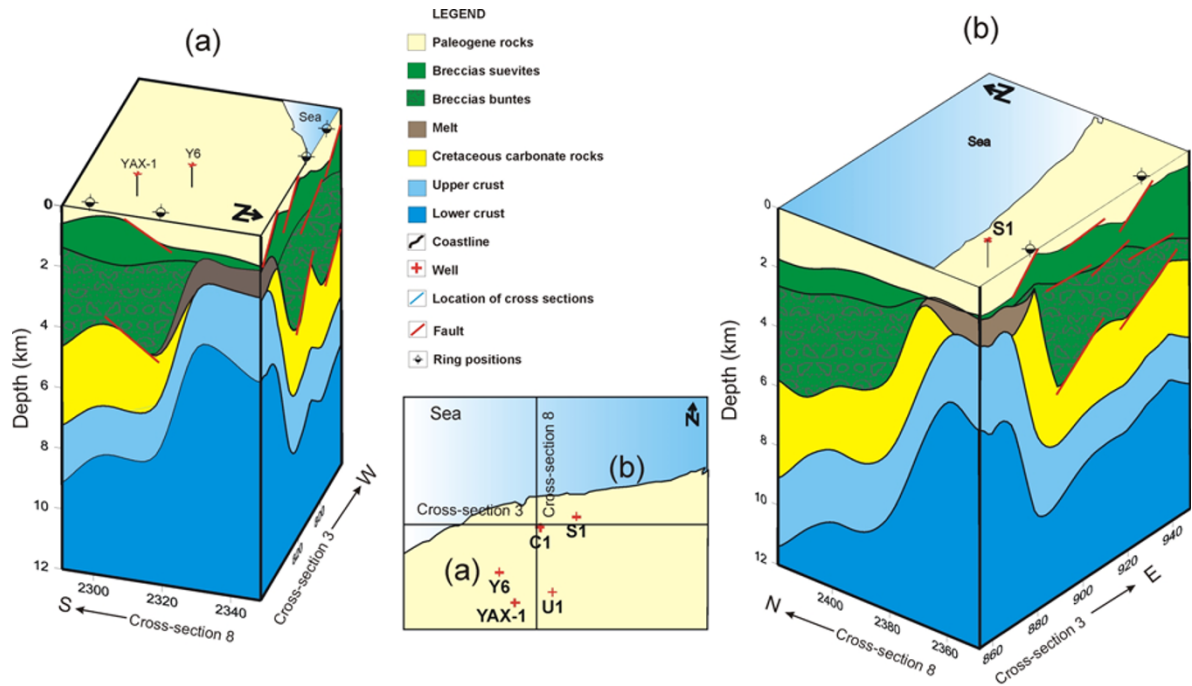 (a)
Sea
YAX-1
Y6
Z
0
2
4
6
8
10
12
Depth (km)
2300
2320
2340
S
Cross-section 8
Cross-section 3
W
LEGEND
Paleogene rocks
Breccias suevites
Breccias buntes
Melt
Cretaceous carbonate rocks
Upper crust
Lower crust
Coastline
Well
Location of cross sections
Fault
Ring positions
Sea
N
Cross-section 8
(b)
Cross-section 3
S1
C1
(a)
Y6
YAX-1
U1
(b)
N
Sea
S1
0
2
4
6
8
10
12
Depth (km)
2400
2380
2360
N
Cross-section 8
860
880
900
920
940
Cross-section 3
E